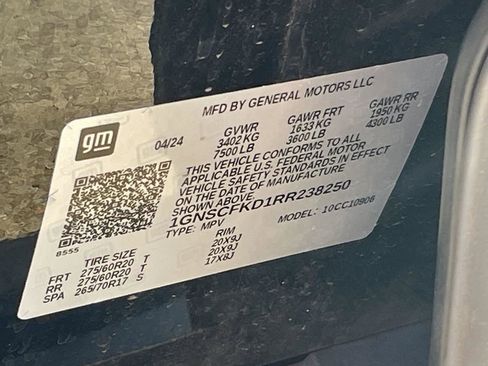 MFD BY GENERAL MOTORS LLC
gm
04/24 GVWR GAWR FRT GAWR RR
3402 KG 1633 KG 1950 KG
7500 LB 3600 LB 4300 LB
THIS VEHICLE CONFORMS TO ALL
APPLICABLE U.S. FEDERAL MOTOR
VEHICLE SAFETY STANDARDS IN EFFECT
ON THE DATE OF MANUFACTURE
SHOWN ABOVE
1GNSCFKD1RR238250
TYPE: MPV MODEL: 10CC10906
8555
TIRE SIZE RIM
FRT 275/60R20 T 20X9J
RR 275/60R20 T 20X9J
SPA 265/70R17 S 17X8J